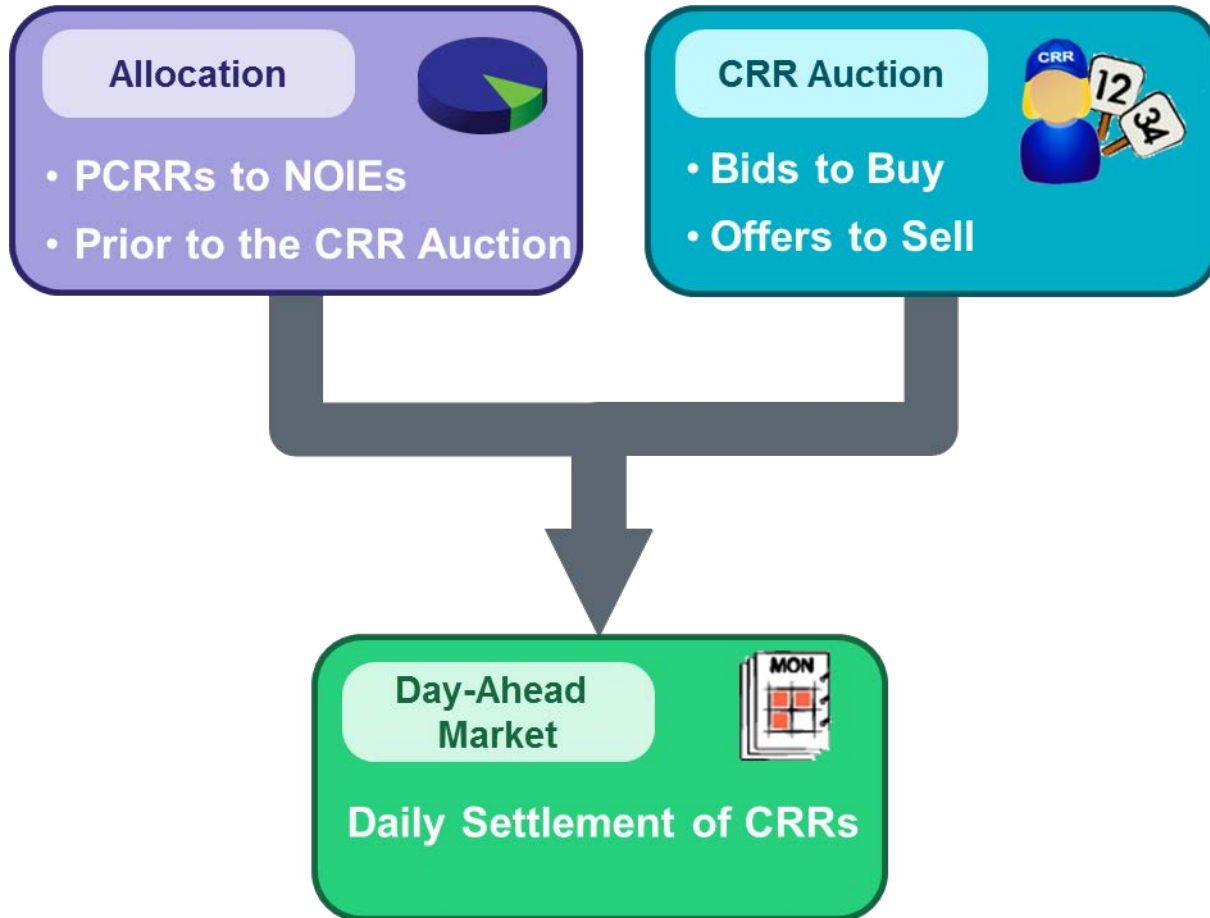 Allocation
• PCRRs to NOIEs
• Prior to the CRR Auction
CRR Auction
CRR
12
34
• Bids to Buy
• Offers to Sell
Day-Ahead
Market
MON
Daily Settlement of CRRs